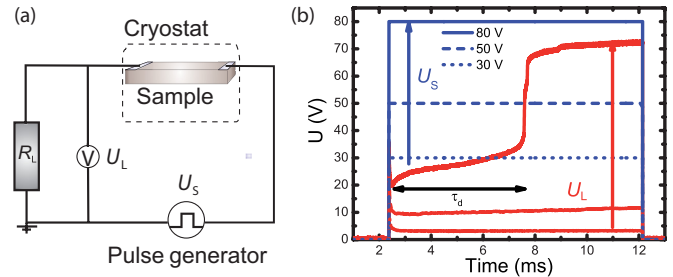 (a)
Cryostat
Sample
R_L
V
U_L
U_S
Pulse generator
(b)
80
70
60
50
40
30
20
10
0
U (V)
80 V
50 V
30 V
U_S
τ_d
U_L
2 4 6 8 10 12
Time (ms)